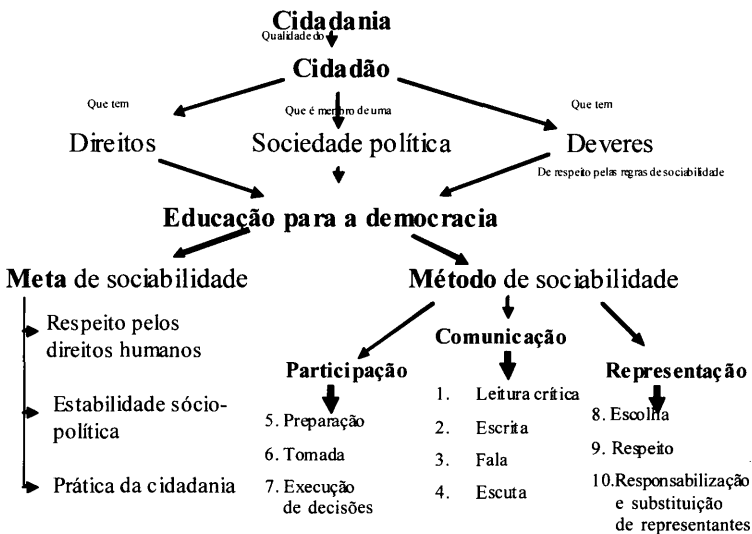 Cidadania
Qualidade do
Cidadão
Que tem
Que é membro de uma
Que tem
Direitos
Sociedade política
Deveres
De respeito pelas regras de sociabilidade
Educação para a democracia
Meta de sociabilidade
Método de sociabilidade
Respeito pelos
direitos humanos
Estabilidade sócio-
política
Prática da cidadania
Comunicação
Participação
Representação
5. Preparação
6. Tomada
7. Execução
de decisões
1. Leitura crítica
2. Escrita
3. Fala
4. Escuta
8. Escolha
9. Respeito
10. Responsabilização
e substituição
de representantes